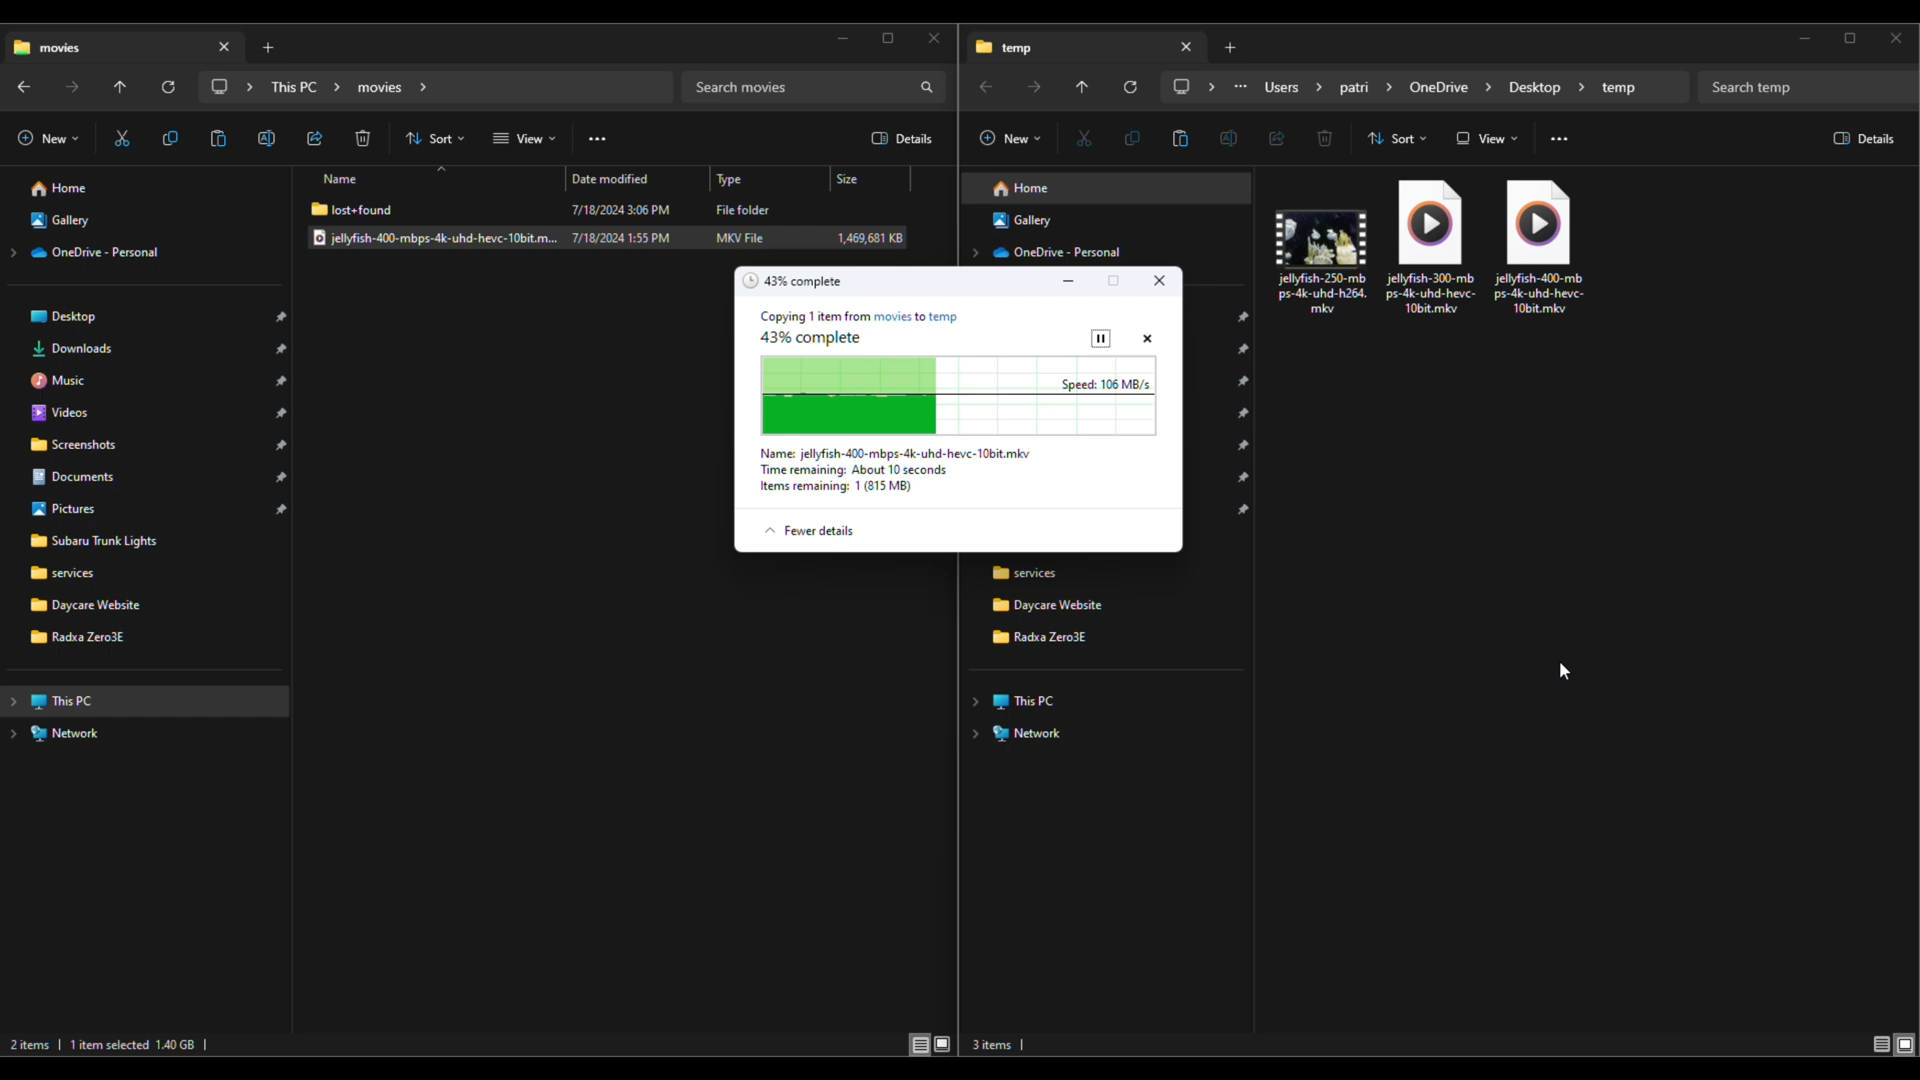 movies
This PC
movies
Search movies
New
Sort
View
Details
Name
Date modified
Type
Size
lost+found
7/18/2024 3:06 PM
File folder
jellyfish-400-mbps-4k-uhd-hevc-10bit.m...
7/18/2024 1:55 PM
MKV File
1,469,681 KB
Home
Gallery
OneDrive - Personal
Desktop
Downloads
Music
Videos
Screenshots
Documents
Pictures
Subaru Trunk Lights
services
Daycare Website
Radxa Zero3E
This PC
Network
2 items
1 item selected 1.40 GB
43% complete
Copying 1 item from movies to temp
43% complete
Speed: 106 MB/s
Name: jellyfish-400-mbps-4k-uhd-hevc-10bit.mkv
Time remaining: About 10 seconds
Items remaining: 1 (815 MB)
Fewer details
temp
Users
patri
OneDrive
Desktop
temp
Search temp
New
Sort
View
Details
Home
Gallery
OneDrive - Personal
services
Daycare Website
Radxa Zero3E
This PC
Network
jellyfish-250-mb
ps-4k-uhd-h264.
mkv
jellyfish-300-mb
ps-4k-uhd-hevc-
10bit.mkv
jellyfish-400-mb
ps-4k-uhd-hevc-
10bit.mkv
3 items